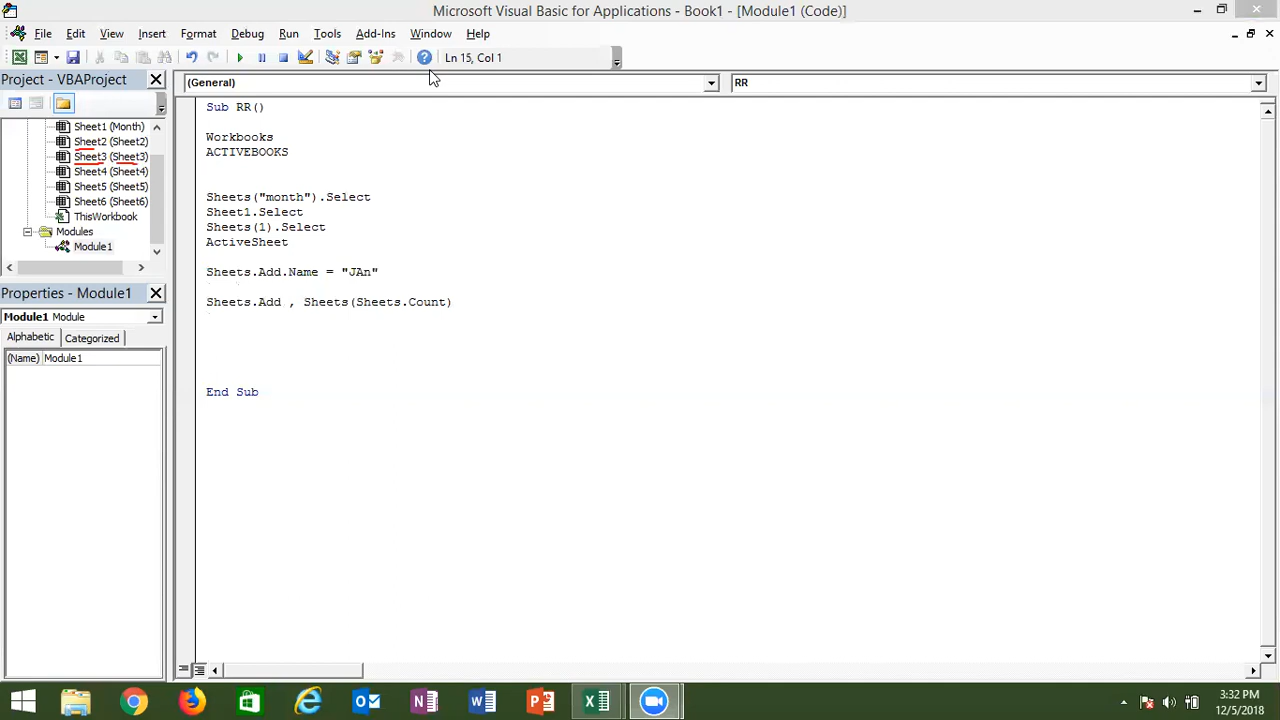 Microsoft Visual Basic for Applications - Book1 - [Module1 (Code)]
File Edit View Insert Format Debug Run Tools Add-Ins Window Help
Ln 15, Col 1
Project - VBAProject
(General)
RR
Sheet1 (Month)
Sheet2 (Sheet2)
Sheet3 (Sheet3)
Sheet4 (Sheet4)
Sheet5 (Sheet5)
Sheet6 (Sheet6)
ThisWorkbook
Modules
Module1
Properties - Module1
Module1 Module
Alphabetic Categorized
(Name) Module1
Sub RR()
Workbooks
ACTIVEBOOKS
Sheets("month").Select
Sheet1.Select
Sheets(1).Select
ActiveSheet
Sheets.Add.Name = "JAn"
Sheets.Add , Sheets(Sheets.Count)
End Sub
3:32 PM
12/5/2018